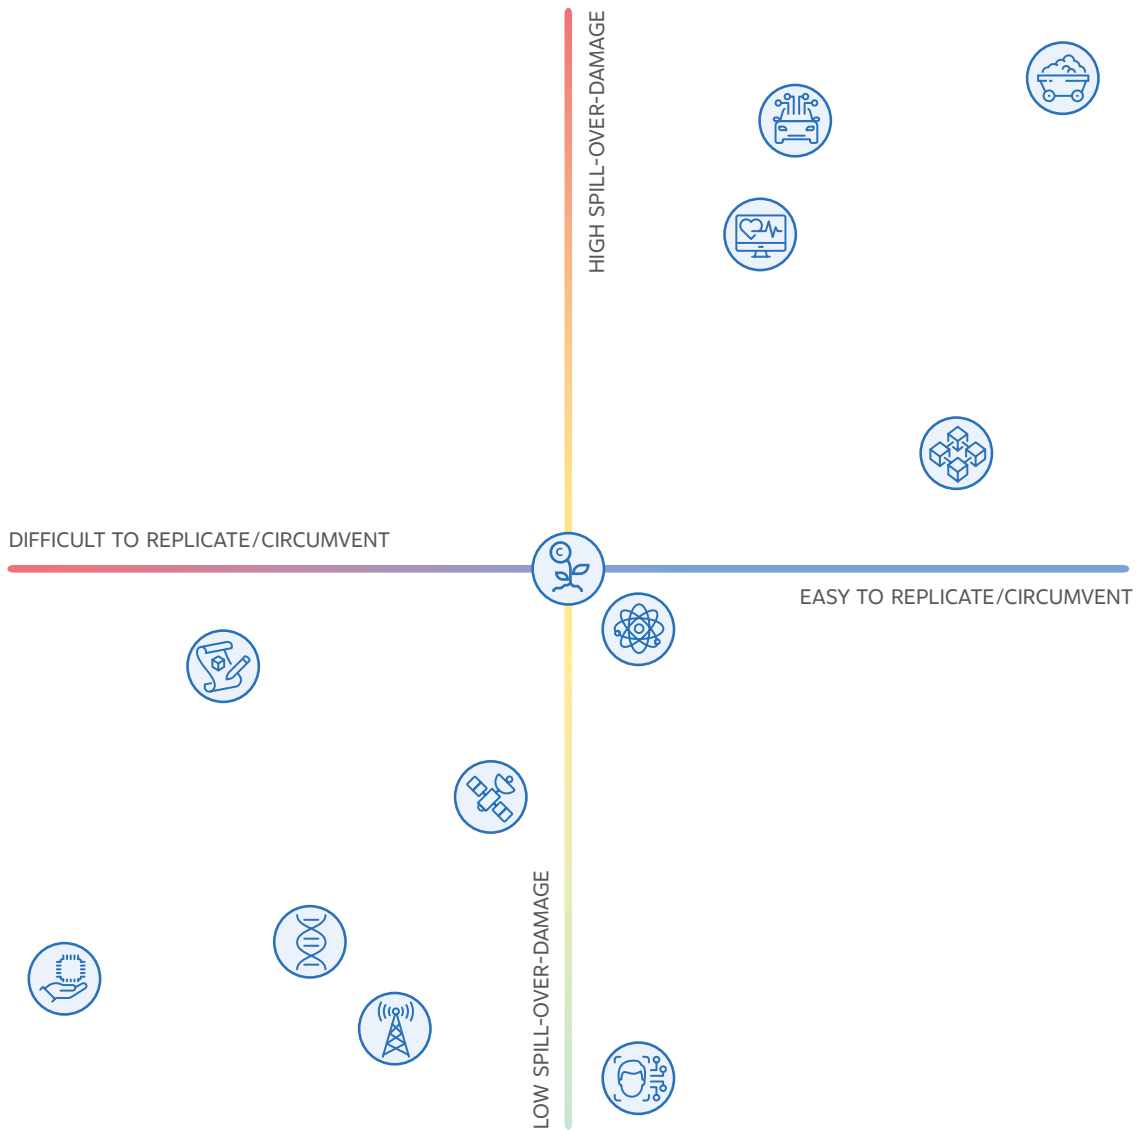 HIGH SPILL-OVER-DAMAGE
DIFFICULT TO REPLICATE/CIRCUMVENT
C
EASY TO REPLICATE/CIRCUMVENT
LOW SPILL-OVER-DAMAGE